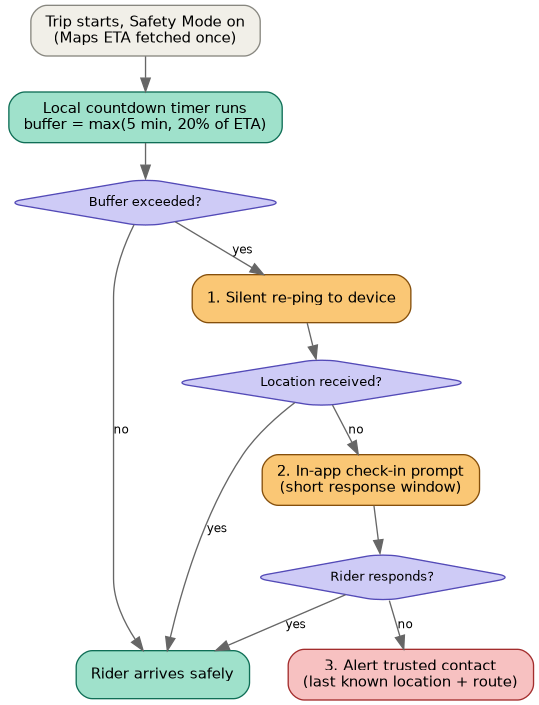 Trip starts, Safety Mode on
(Maps ETA fetched once)
Local countdown timer runs
buffer = max(5 min, 20% of ETA)
Buffer exceeded?
yes
1. Silent re-ping to device
Location received?
no
no
2. In-app check-in prompt
(short response window)
yes
Rider responds?
yes
no
Rider arrives safely
3. Alert trusted contact
(last known location + route)